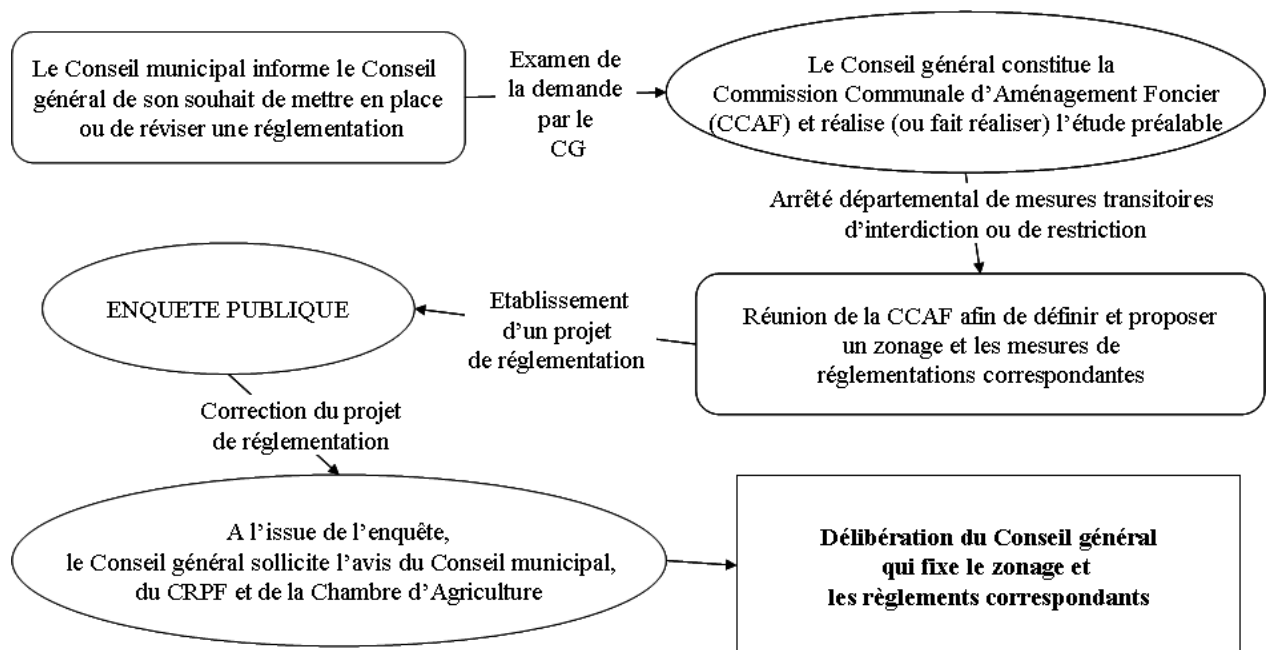 Le Conseil municipal informe le Conseil
général de son souhait de mettre en place
ou de réviser une réglementation
Examen de
la demande
par le
CG
Le Conseil général constitue la
Commission Communale d'Aménagement Foncier
(CCAF) et réalise (ou fait réaliser) l'étude préalable
Arrêté départemental de mesures transitoires
d'interdiction ou de restriction
Réunion de la CCAF afin de définir et proposer
un zonage et les mesures de
réglementations correspondantes
Etablissement
d'un projet
de réglementation
ENQUETE PUBLIQUE
Correction du projet
de réglementation
A l'issue de l'enquête,
le Conseil général sollicite l'avis du Conseil municipal,
du CRPF et de la Chambre d'Agriculture
Délibération du Conseil général
qui fixe le zonage et
les règlements correspondants